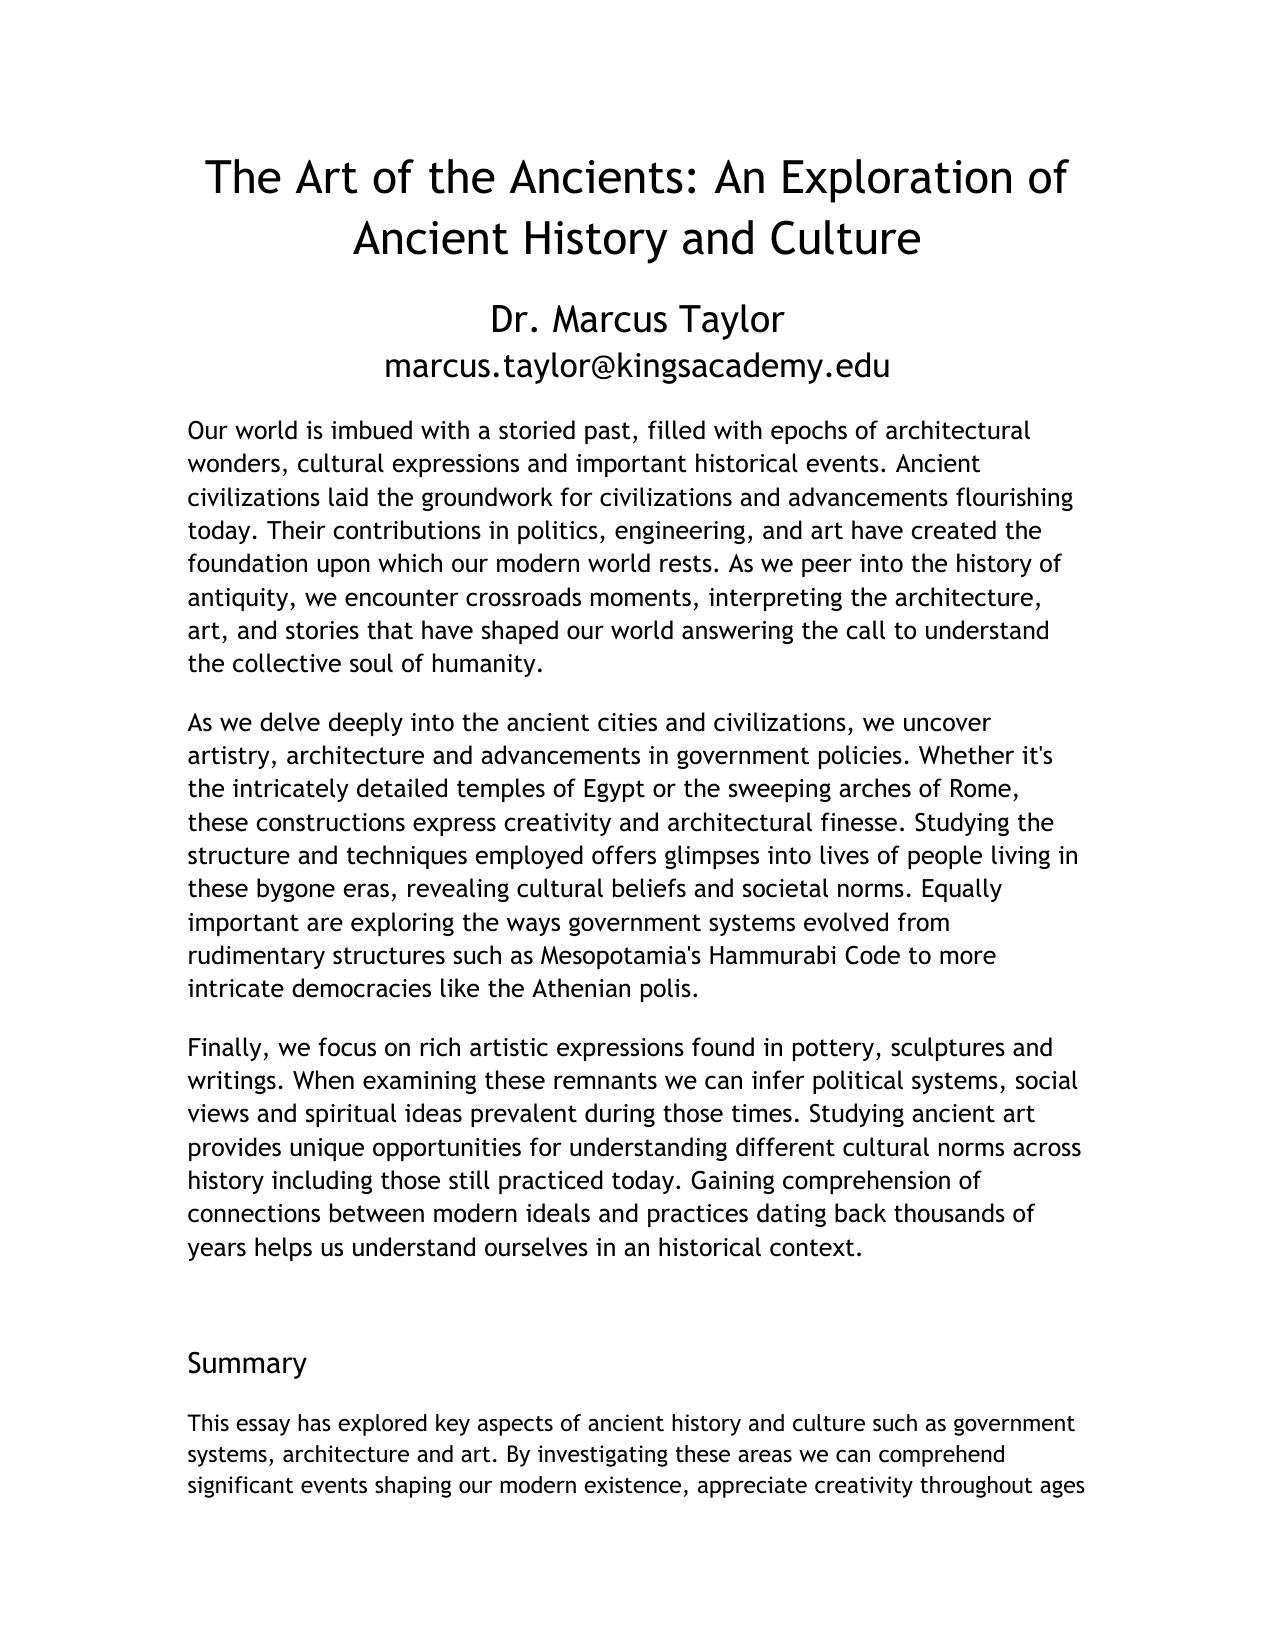 The Art of the Ancients: An Exploration of
Ancient History and Culture
Dr. Marcus Taylor
marcus.taylor@kingsacademy.edu
Our world is imbued with a storied past, filled with epochs of architectural
wonders, cultural expressions and important historical events. Ancient
civilizations laid the groundwork for civilizations and advancements flourishing
today. Their contributions in politics, engineering, and art have created the
foundation upon which our modern world rests. As we peer into the history of
antiquity, we encounter crossroads moments, interpreting the architecture,
art, and stories that have shaped our world answering the call to understand
the collective soul of humanity.
As we delve deeply into the ancient cities and civilizations, we uncover
artistry, architecture and advancements in government policies. Whether it's
the intricately detailed temples of Egypt or the sweeping arches of Rome,
these constructions express creativity and architectural finesse. Studying the
structure and techniques employed offers glimpses into lives of people living in
these bygone eras, revealing cultural beliefs and societal norms. Equally
important are exploring the ways government systems evolved from
rudimentary structures such as Mesopotamia's Hammurabi Code to more
intricate democracies like the Athenian polis.
Finally, we focus on rich artistic expressions found in pottery, sculptures and
writings. When examining these remnants we can infer political systems, social
views and spiritual ideas prevalent during those times. Studying ancient art
provides unique opportunities for understanding different cultural norms across
history including those still practiced today. Gaining comprehension of
connections between modern ideals and practices dating back thousands of
years helps us understand ourselves in an historical context.
Summary
This essay has explored key aspects of ancient history and culture such as government
systems, architecture and art. By investigating these areas we can comprehend
significant events shaping our modern existence, appreciate creativity throughout ages